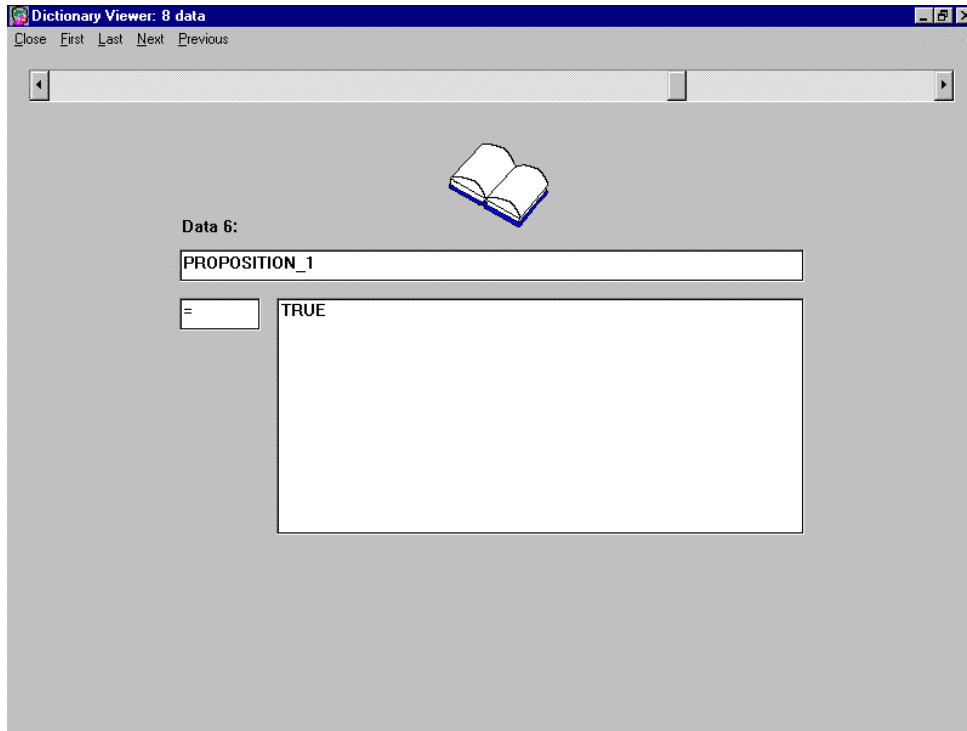 Dictionary Viewer: 8 data
Close First Last Next Previous
Data 6:
PROPOSITION_1
= TRUE